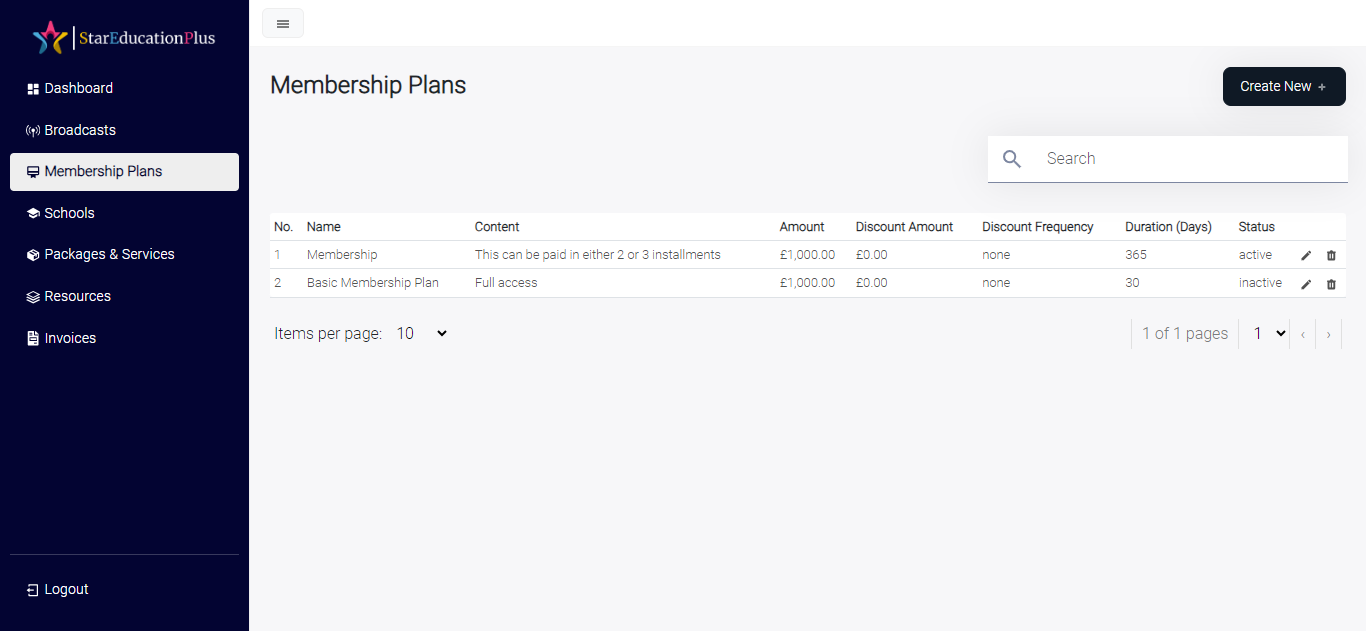 StarEducationPlus
Dashboard
Broadcasts
Membership Plans
Schools
Packages & Services
Resources
Invoices
Logout
Membership Plans
Create New +
Search
No. Name Content Amount Discount Amount Discount Frequency Duration (Days) Status
1 Membership This can be paid in either 2 or 3 installments £1,000.00 £0.00 none 365 active
2 Basic Membership Plan Full access £1,000.00 £0.00 none 30 inactive
Items per page: 10 1 of 1 pages 1 ‹ ›